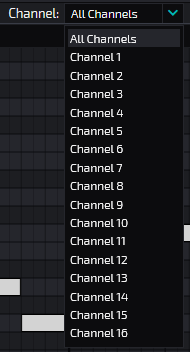 Channel: All Channels
All Channels
Channel 1
Channel 2
Channel 3
Channel 4
Channel 5
Channel 6
Channel 7
Channel 8
Channel 9
Channel 10
Channel 11
Channel 12
Channel 13
Channel 14
Channel 15
Channel 16